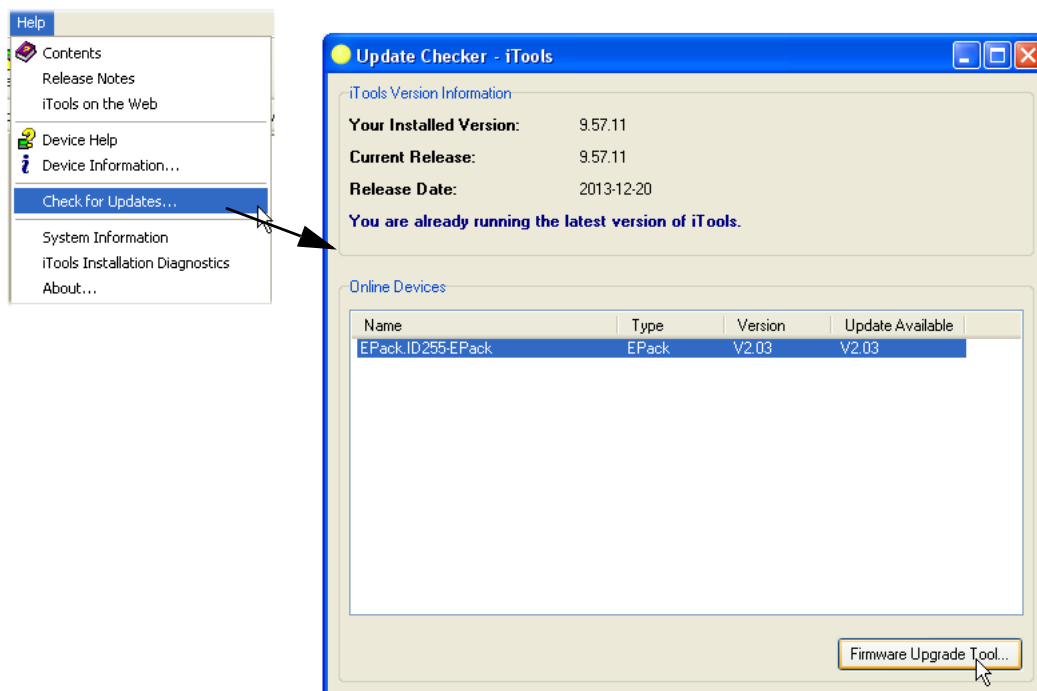 Help
Contents
Release Notes
iTools on the Web
Device Help
Device Information...
Check for Updates...
System Information
iTools Installation Diagnostics
About...
Update Checker - iTools
iTools Version Information
Your Installed Version: 9.57.11
Current Release: 9.57.11
Release Date: 2013-12-20
You are already running the latest version of iTools.
Online Devices
Name Type Version Update Available
EPack.ID255-EPack EPack V2.03 V2.03
Firmware Upgrade Tool...